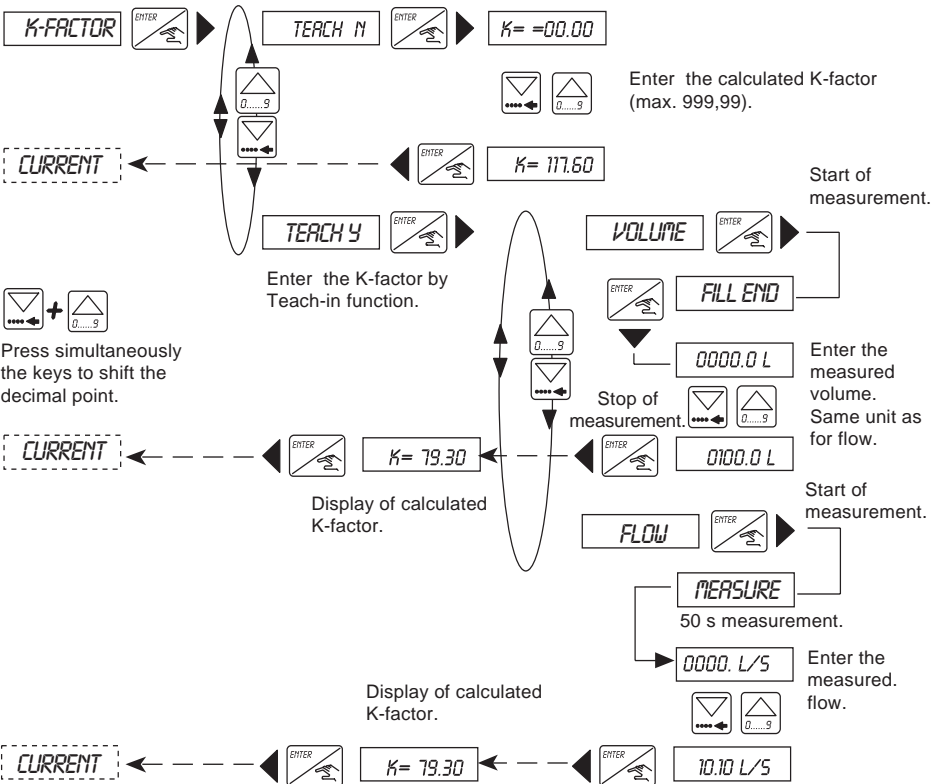 K-FACTOR
ENTER
TEACH N
ENTER
K= =00.00
0......9
0......9
Enter the calculated K-factor
(max. 999,99).
CURRENT
ENTER
K= 117.60
TEACH Y
ENTER
Enter the K-factor by
Teach-in function.
+
0......9
Press simultaneously
the keys to shift the
decimal point.
0......9
VOLUME
ENTER
Start of
measurement.
ENTER
FILL END
0000.0 L
Enter the
measured
volume.
Same unit as
for flow.
0......9
Stop of
measurement.
ENTER
0100.0 L
CURRENT
ENTER
K= 79.30
Display of calculated
K-factor.
FLOW
ENTER
Start of
measurement.
MEASURE
50 s measurement.
0000. L/S
Enter the
measured.
flow.
0......9
Display of calculated
K-factor.
CURRENT
ENTER
K= 79.30
ENTER
10.10 L/S